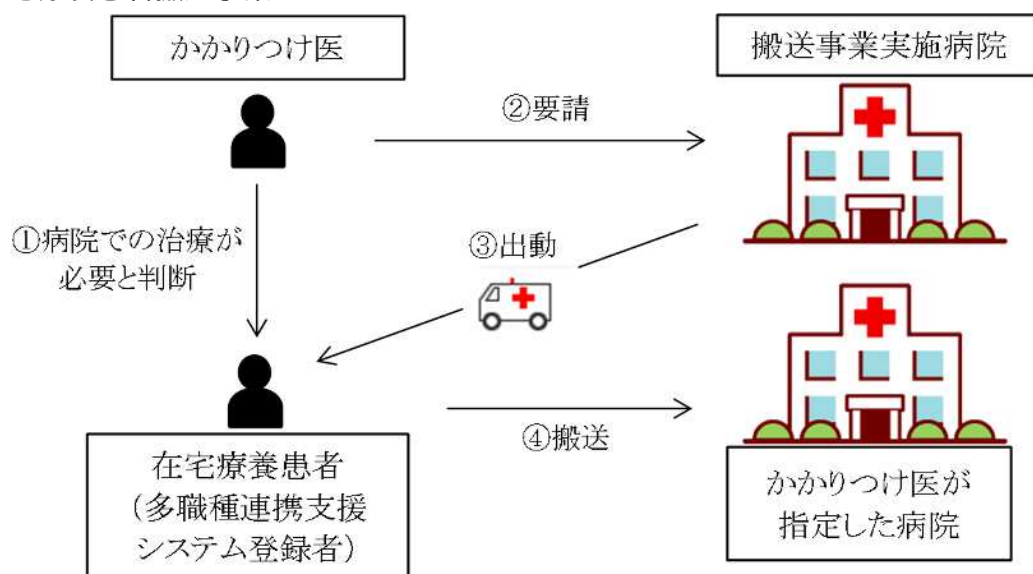 かかりつけ医
搬送事業実施病院
②要請
①病院での治療が
必要と判断
③出動
④搬送
在宅療養患者
（多職種連携支援
システム登録者）
かかりつけ医が
指定した病院